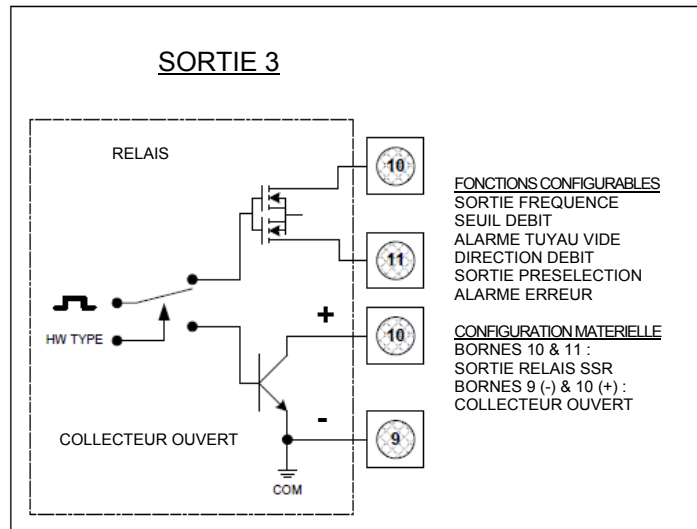 SORTIE 3
RELAIS
10
11
HW TYPE
+
10
-
9
COLLECTEUR OUVERT
COM
FONCTIONS CONFIGURABLES
SORTIE FREQUENCE
SEUIL DEBIT
ALARME TUYAU VIDE
DIRECTION DEBIT
SORTIE PRESELECTION
ALARME ERREUR
CONFIGURATION MATERIELLE
BORNES 10 & 11 :
SORTIE RELAIS SSR
BORNES 9 (-) & 10 (+) :
COLLECTEUR OUVERT